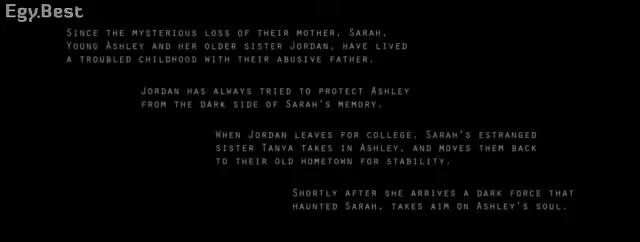 Egy.Best
SINCE THE MYSTERIOUS LOSS OF THEIR MOTHER, SARAH,
YOUNG ASHLEY AND HER OLDER SISTER JORDAN, HAVE LIVED
A TROUBLED CHILDHOOD WITH THEIR ABUSIVE FATHER.
JORDAN HAS ALWAYS TRIED TO PROTECT ASHLEY
FROM THE DARK SIDE OF SARAH'S MEMORY.
WHEN JORDAN LEAVES FOR COLLEGE, SARAH'S ESTRANGED
SISTER TANYA TAKES IN ASHLEY, AND MOVES THEM BACK
TO THEIR OLD HOMETOWN FOR STABILITY.
SHORTLY AFTER SHE ARRIVES A DARK FORCE THAT
HAUNTED SARAH, TAKES AIM ON ASHLEY'S SOUL.